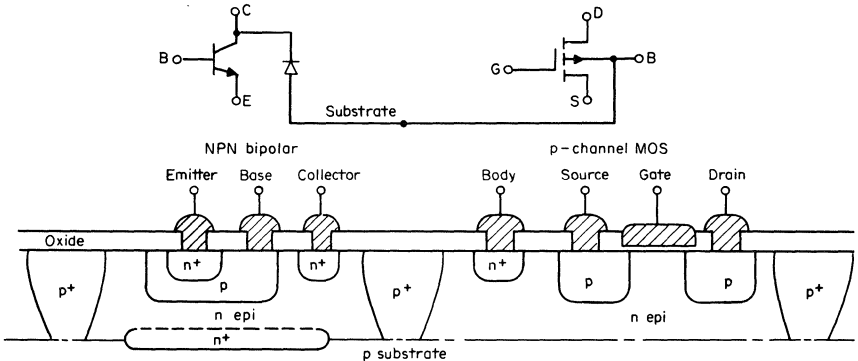 C
D
B
G
B
E
S
Substrate
NPN bipolar
p-channel MOS
Emitter Base Collector
Body Source Gate Drain
Oxide
n+
n+
n+
p+
p
p+
p
p
p+
n epi
n epi
n+
p substrate